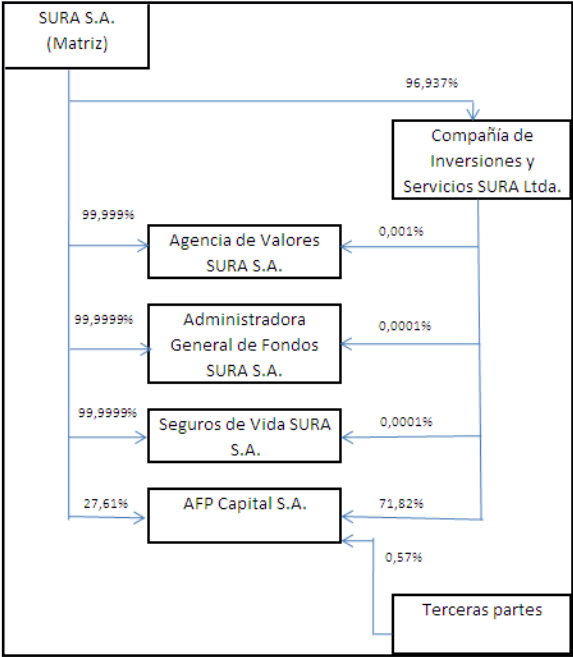 SURA S.A.
(Matriz)
96,937%
Compañía de
Inversiones y
Servicios SURA Ltda.
99,999%
Agencia de Valores
SURA S.A.
0,001%
99,9999%
Administradora
General de Fondos
SURA S.A.
0,0001%
99,9999%
Seguros de Vida SURA
S.A.
0,0001%
27,61%
AFP Capital S.A.
71,82%
0,57%
Terceras partes